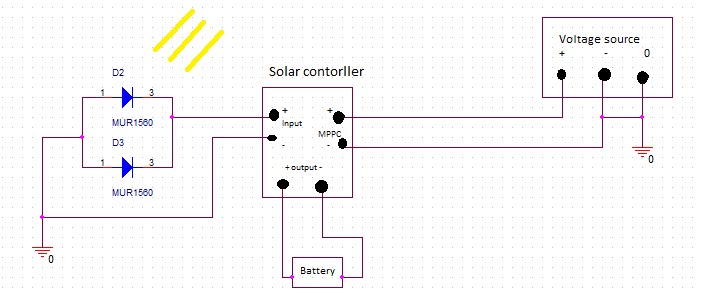 Voltage source
+ - 0
D2
1 3
MUR1560
D3
1 3
MUR1560
0
Solar contorller
+ +
Input
MPPC
- -
+ output -
Battery
0